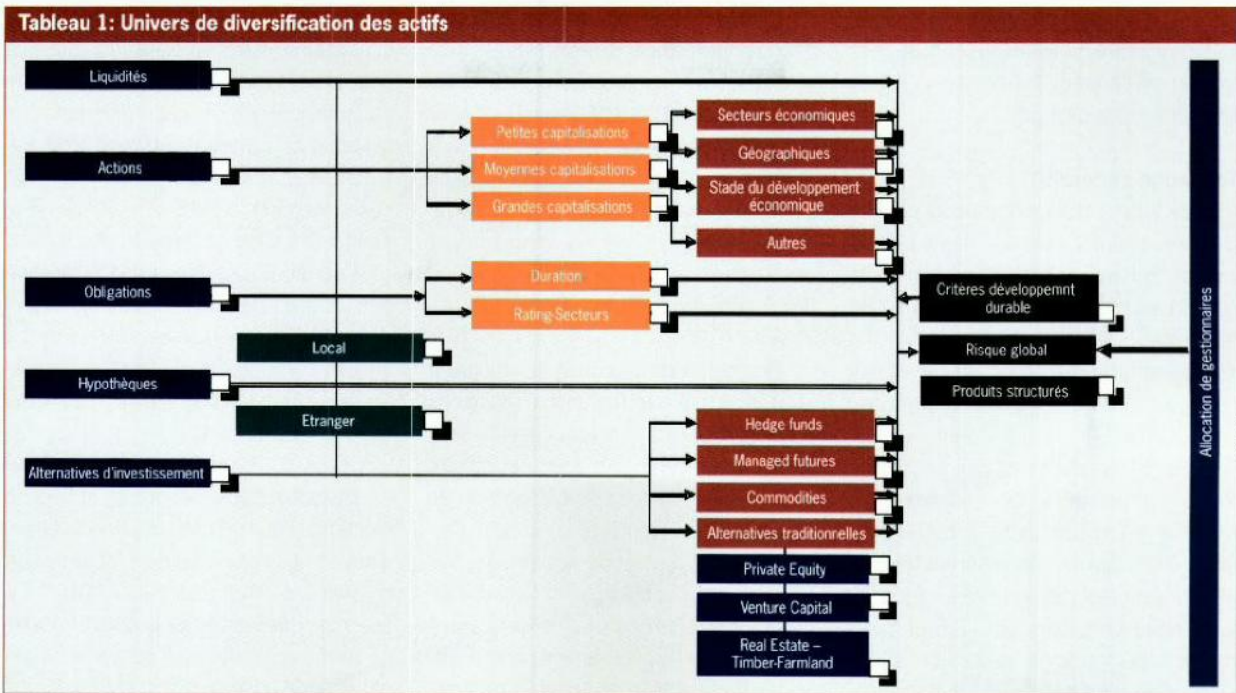 Tableau 1: Univers de diversification des actifs
Liquidités
Actions
Obligations
Hypothèques
Alternatives d'investissement
Local
Etranger
Petites capitalisations
Moyennes capitalisations
Grandes capitalisations
Duration
Rating-Secteurs
Secteurs économiques
Géographiques
Stade du développement
économique
Autres
Hedge funds
Managed futures
Commodities
Alternatives traditionnelles
Private Equity
Venture Capital
Real Estate –
Timber-Farmland
Critères développemnt
durable
Risque global
Produits structurés
Allocation de gestionnaires